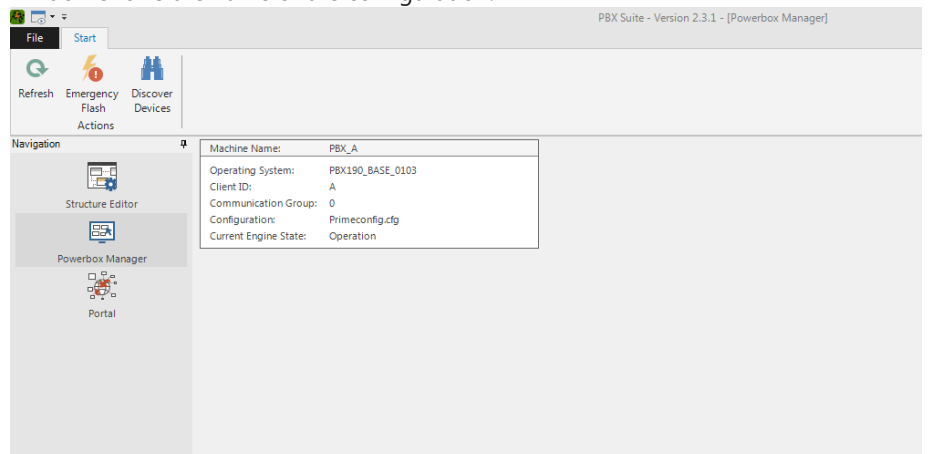 PBX Suite - Version 2.3.1 - [Powerbox Manager]
File Start
Refresh Emergency Flash Discover Devices
Actions
Navigation
Structure Editor
Powerbox Manager
Portal
Machine Name: PBX_A
Operating System: PBX190_BASE_0103
Client ID: A
Communication Group: 0
Configuration: Primeconfig.cfg
Current Engine State: Operation